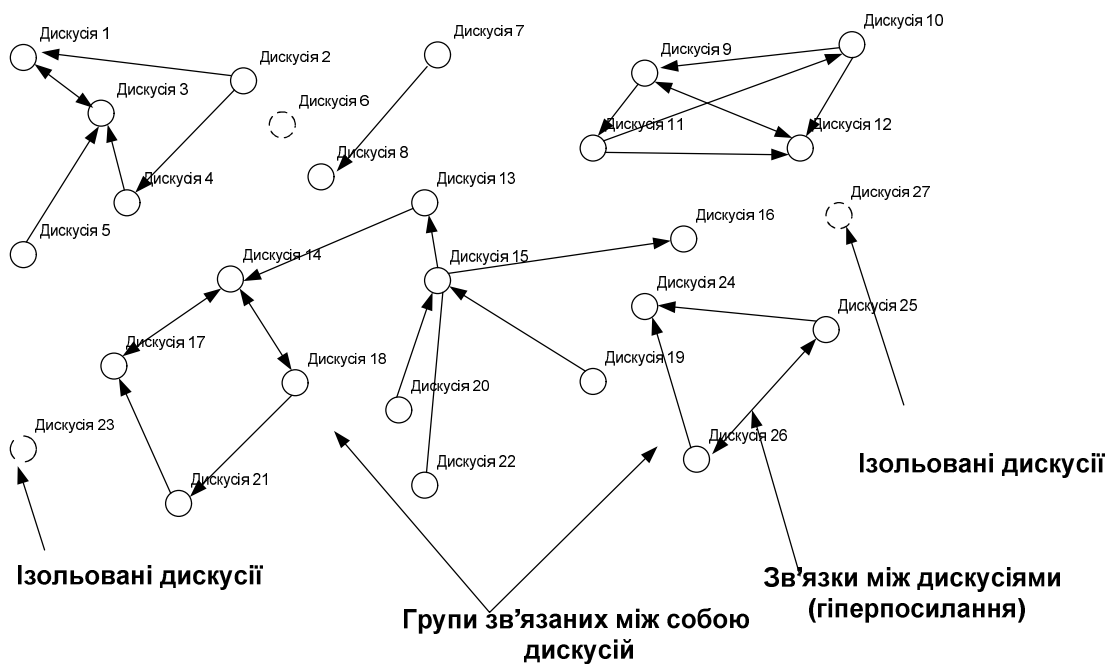 Дискусія 1
Дискусія 2
Дискусія 3
Дискусія 4
Дискусія 5
Дискусія 6
Дискусія 7
Дискусія 8
Дискусія 9
Дискусія 10
Дискусія 11
Дискусія 12
Дискусія 13
Дискусія 14
Дискусія 15
Дискусія 16
Дискусія 17
Дискусія 18
Дискусія 19
Дискусія 20
Дискусія 21
Дискусія 22
Дискусія 23
Дискусія 24
Дискусія 25
Дискусія 26
Дискусія 27
Ізольовані дискусії
Ізольовані дискусії
Зв'язки між дискусіями
(гіперпосилання)
Групи зв'язаних між собою
дискусій